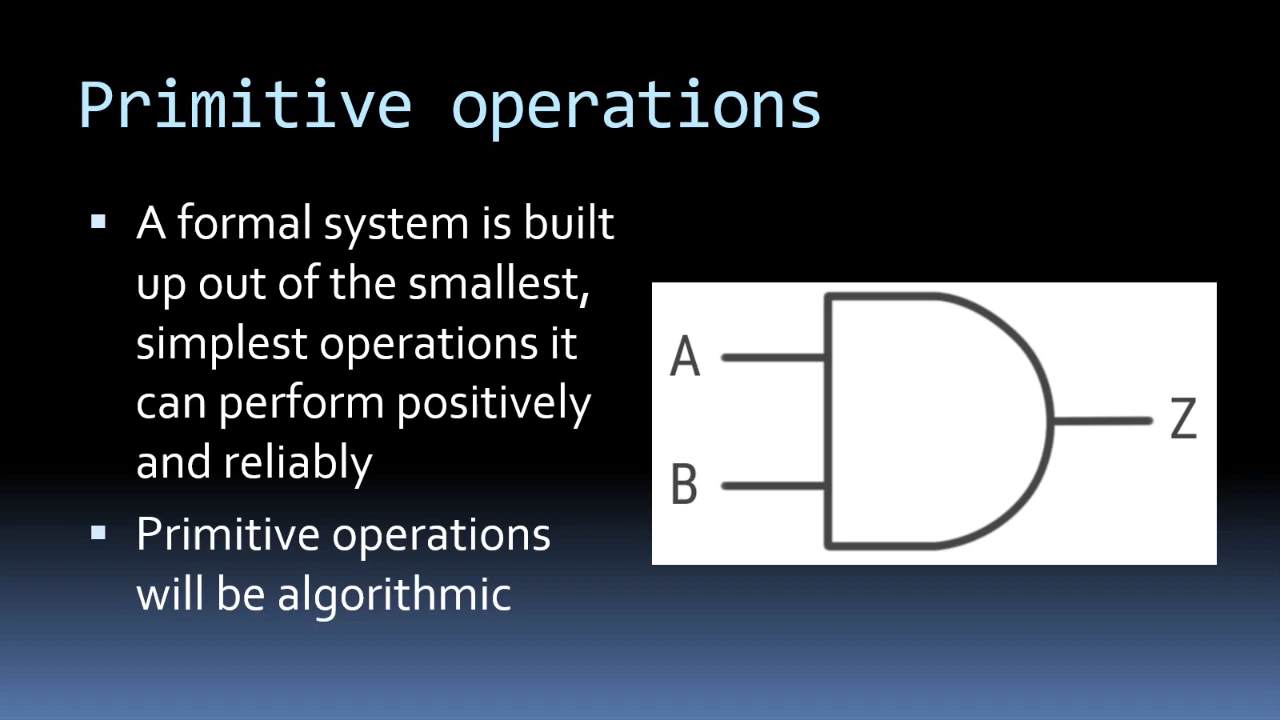 Primitive operations
▪ A formal system is built
up out of the smallest,
simplest operations it
can perform positively
and reliably
▪ Primitive operations
will be algorithmic
A
B
Z